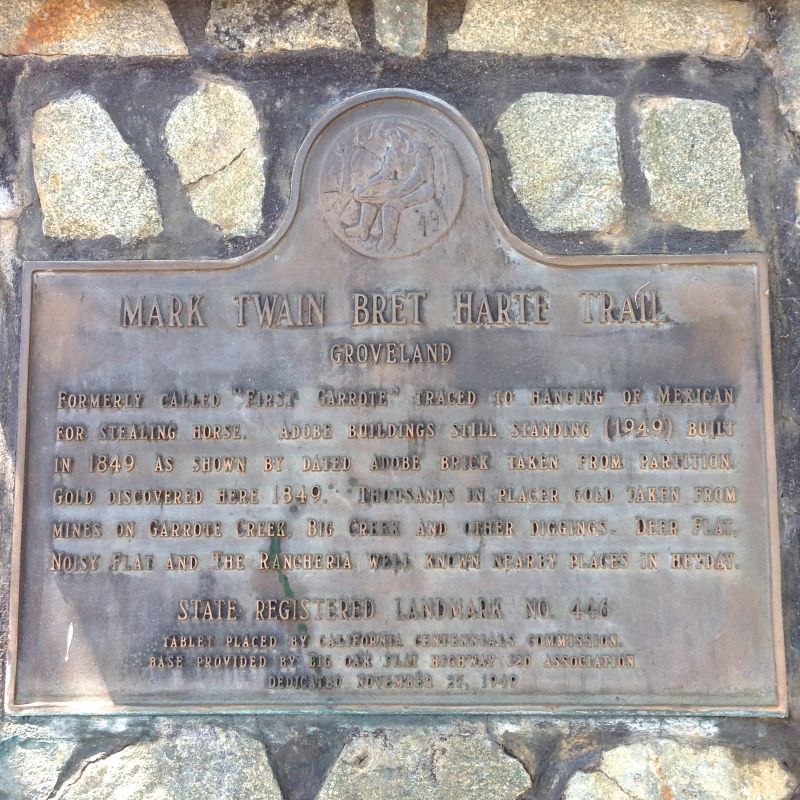 '49
MARK TWAIN BRET HARTE TRAIL
GROVELAND
FORMERLY CALLED "FIRST GARROTE" TRACED TO HANGING OF MEXICAN
FOR STEALING HORSE. ADOBE BUILDINGS STILL STANDING (1949) BUILT
IN 1849 AS SHOWN BY DATED ADOBE BRICK TAKEN FROM PARTITION.
GOLD DISCOVERED HERE 1849. THOUSANDS IN PLACER GOLD TAKEN FROM
MINES ON GARROTE CREEK, BIG CREEK AND OTHER DIGGINGS. DEER FLAT,
NOISY FLAT AND THE RANCHERIA WELL KNOWN NEARBY PLACES IN HEYDAY.
STATE REGISTERED LANDMARK NO. 446
TABLET PLACED BY CALIFORNIA CENTENNIALS COMMISSION.
BASE PROVIDED BY BIG OAK FLAT HIGHWAY 120 ASSOCIATION
DEDICATED NOVEMBER 27, 1949